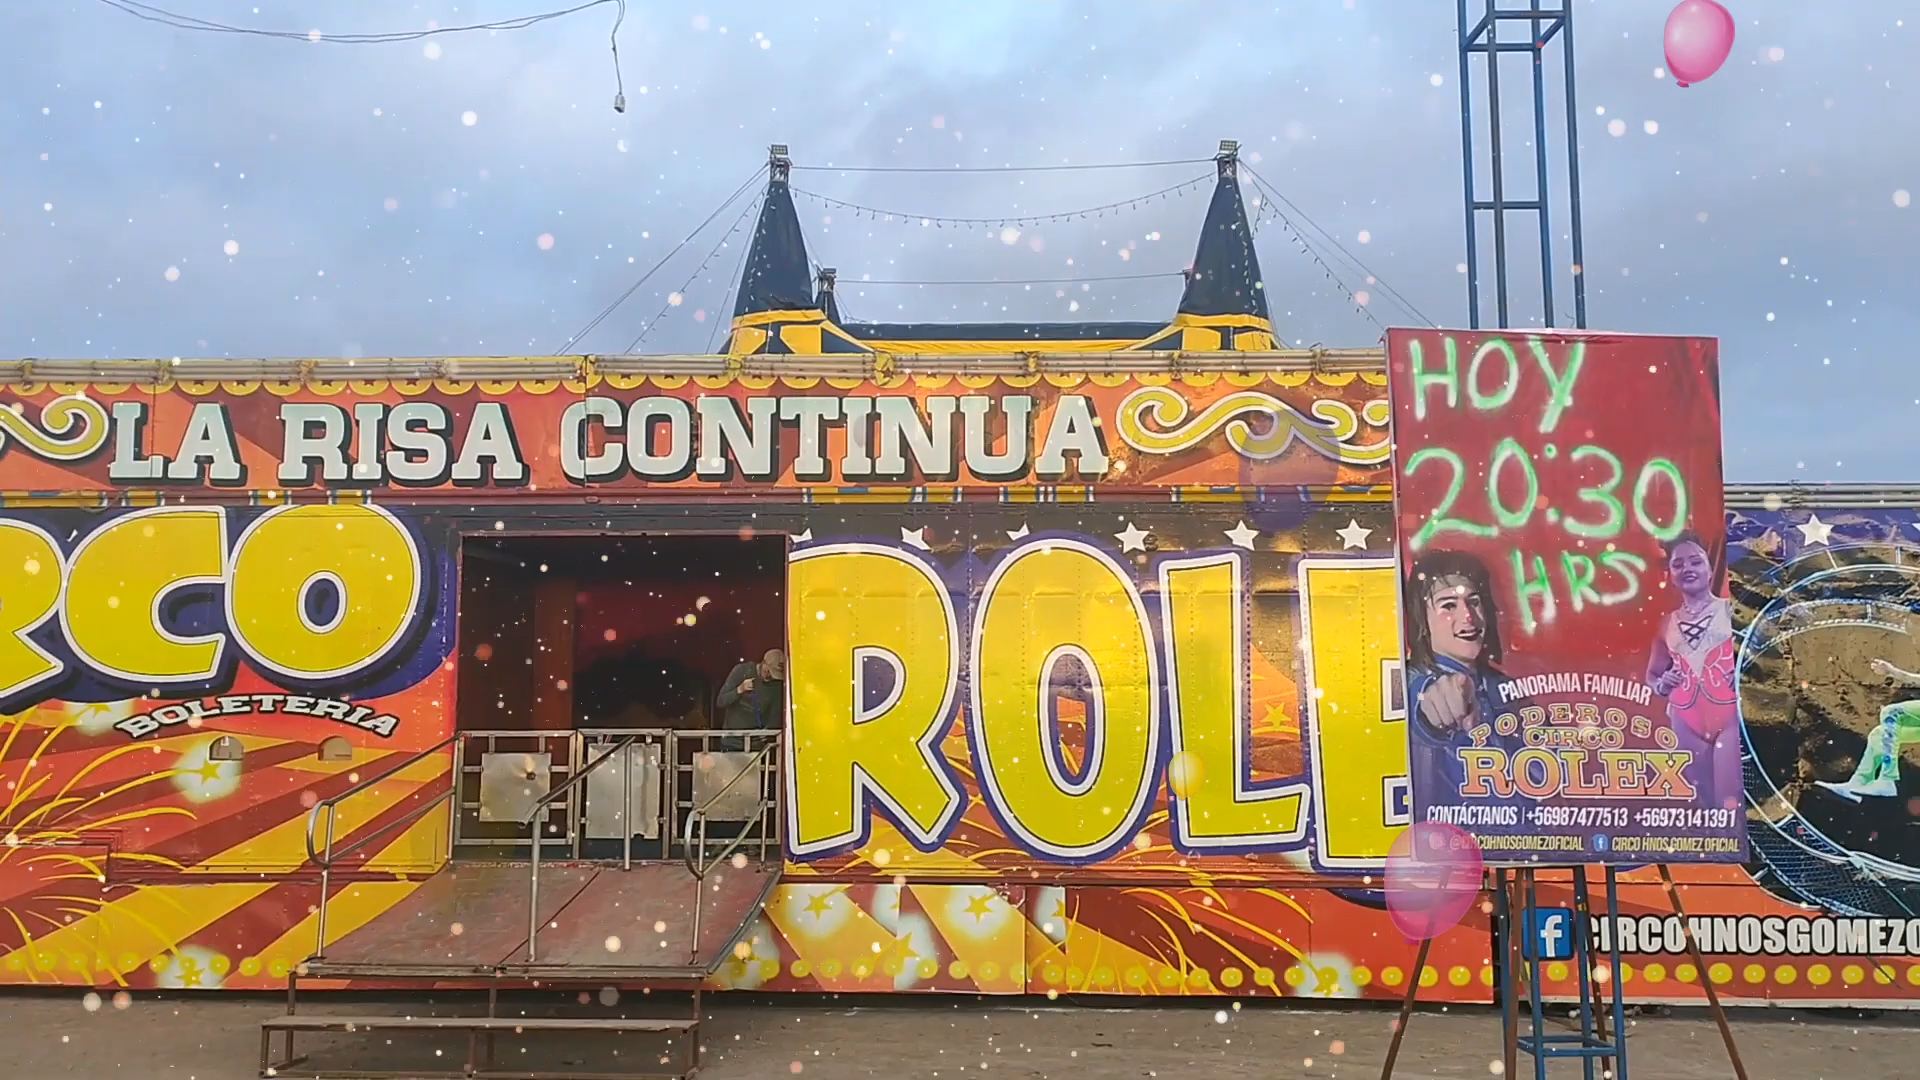 LA RISA CONTINUA
RCO
ROLE
BOLETERIA
HOY
20:30
HRS
PANORAMA FAMILIAR
PODEROSO
CIRCO
ROLEX
CONTÁCTANOS |+56987477513 +56973141391
@CIRCOHNOSGOMEZOFICIAL f CIRCO HNOS GOMEZ OFICIAL
f CIRCOHNOSGOMEZO